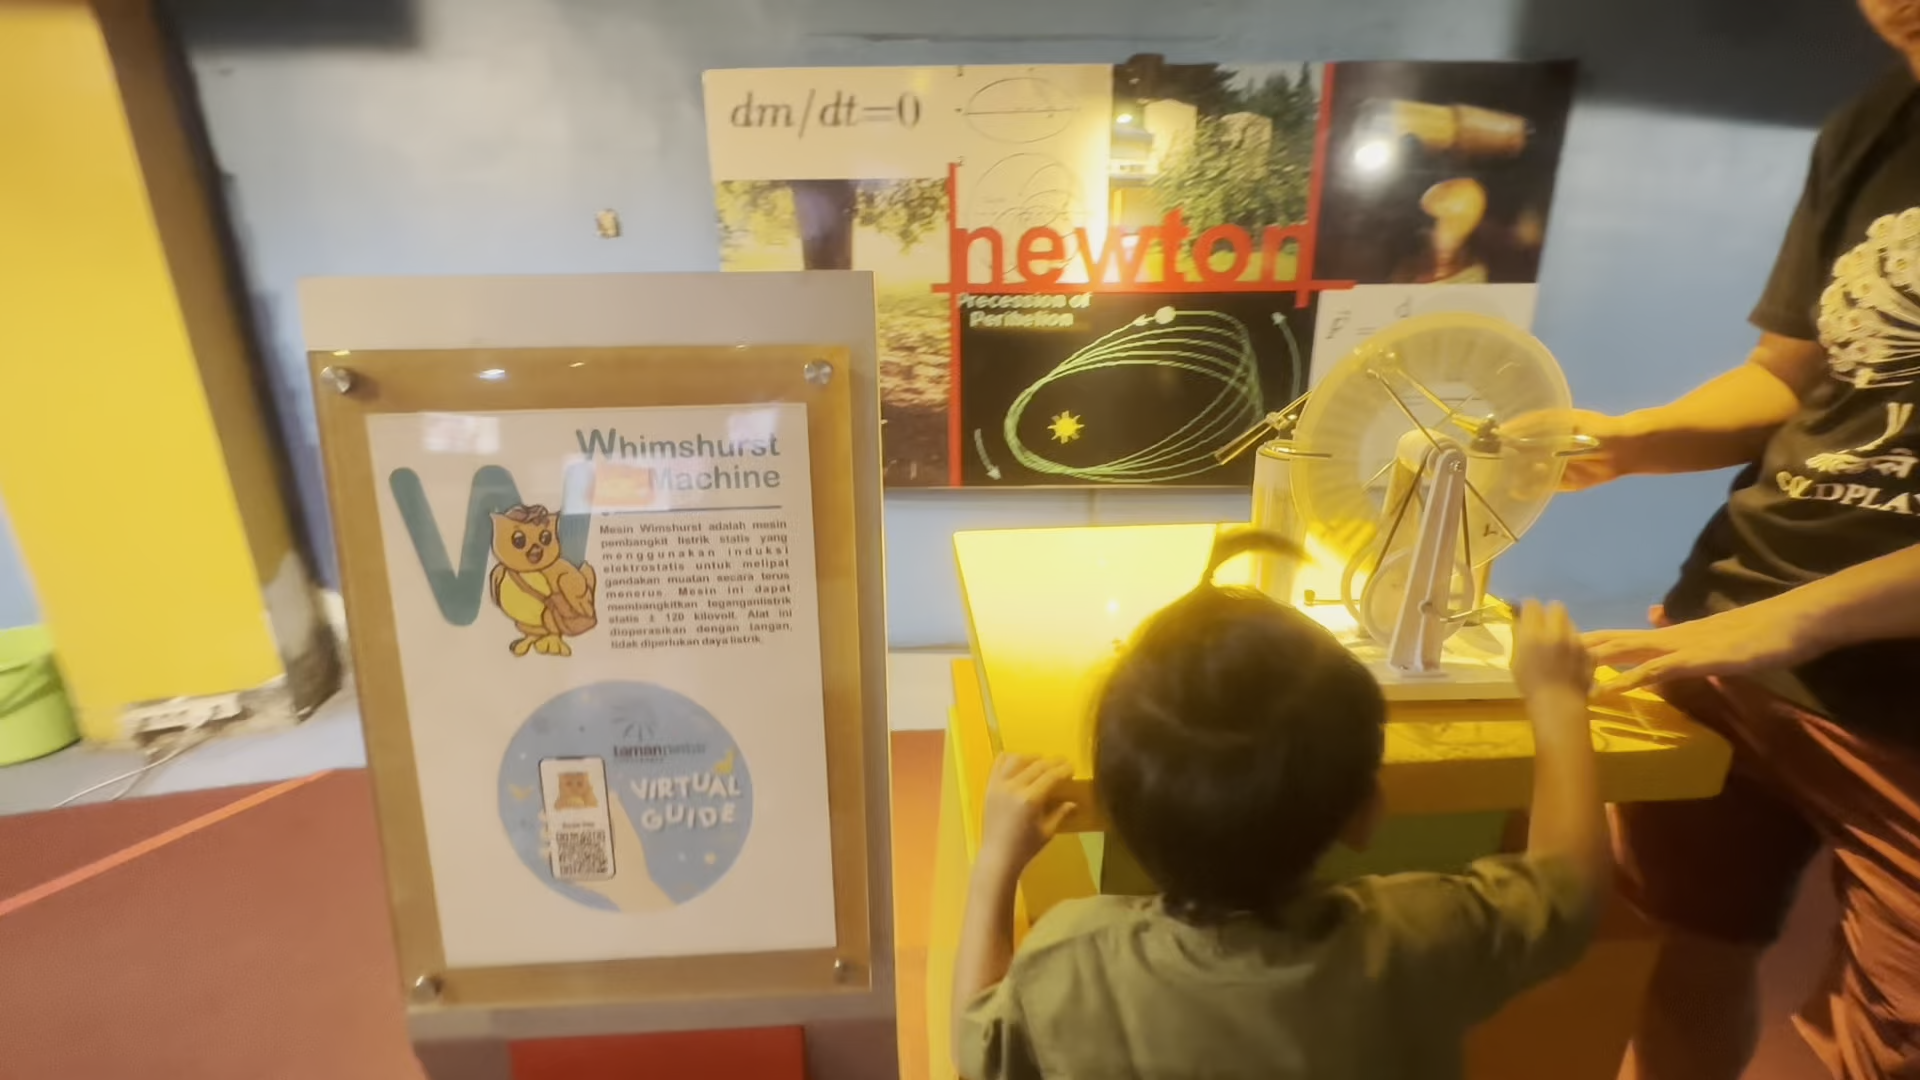 dm/dt=0
newton
Precession of
Perihelion
Whimshurst
Machine
W
Mesin Wimshurst adalah mesin
pembangkit listrik statis yang
menggunakan induksi
elektrostatis untuk melipat
gandakan muatan secara terus
menerus. Mesin ini dapat
membangkitkan teganganlistrik
statis ± 120 kilovolt. Alat ini
dioperasikan dengan tangan,
tidak diperlukan daya listrik.
VIRTUAL
GUIDE
COLDPLA